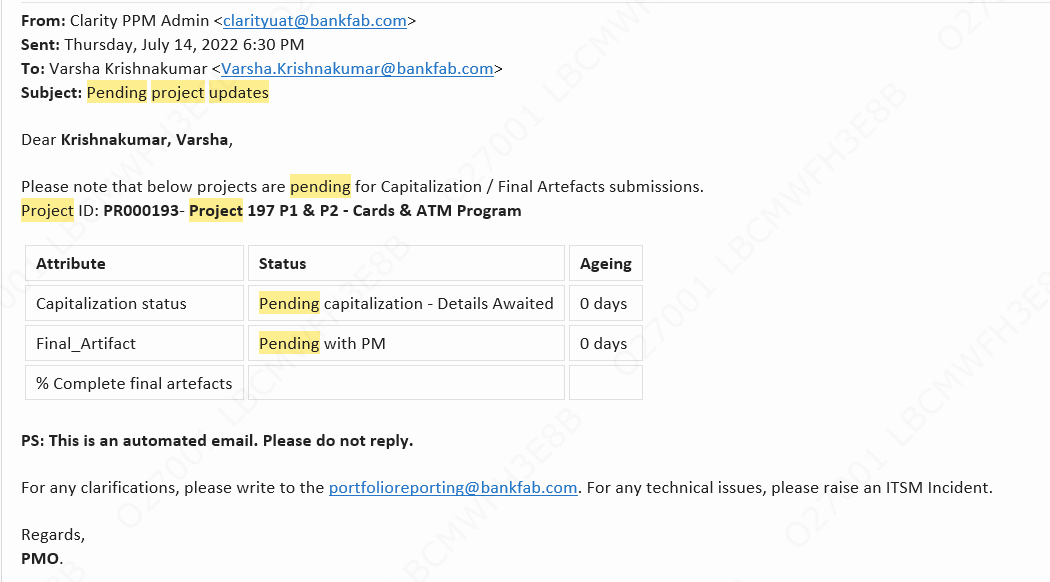 From: Clarity PPM Admin <clarityuat@bankfab.com>
Sent: Thursday, July 14, 2022 6:30 PM
To: Varsha Krishnakumar <Varsha.Krishnakumar@bankfab.com>
Subject: Pending project updates
Dear Krishnakumar, Varsha,
Please note that below projects are pending for Capitalization / Final Artefacts submissions.
Project ID: PR000193- Project 197 P1 & P2 - Cards & ATM Program
Attribute Status Ageing
Capitalization status Pending capitalization - Details Awaited 0 days
Final_Artifact Pending with PM 0 days
% Complete final artefacts
PS: This is an automated email. Please do not reply.
For any clarifications, please write to the portfolioreporting@bankfab.com. For any technical issues, please raise an ITSM Incident.
Regards,
PMO.
O27001 LBCMWFH3E8B